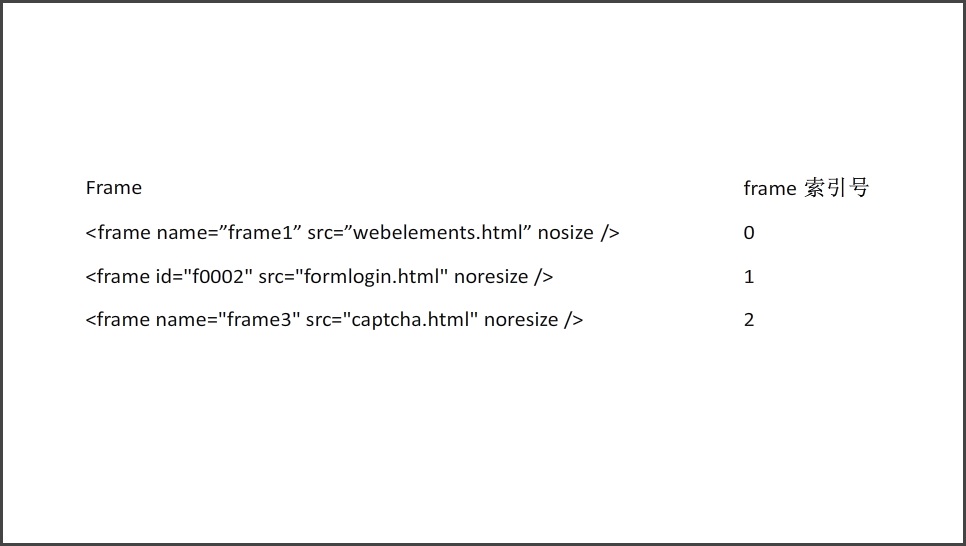 Frame frame 索引号
<frame name=”frame1” src=”webelements.html” nosize /> 0
<frame id="f0002" src="formlogin.html" noresize /> 1
<frame name="frame3" src="captcha.html" noresize /> 2